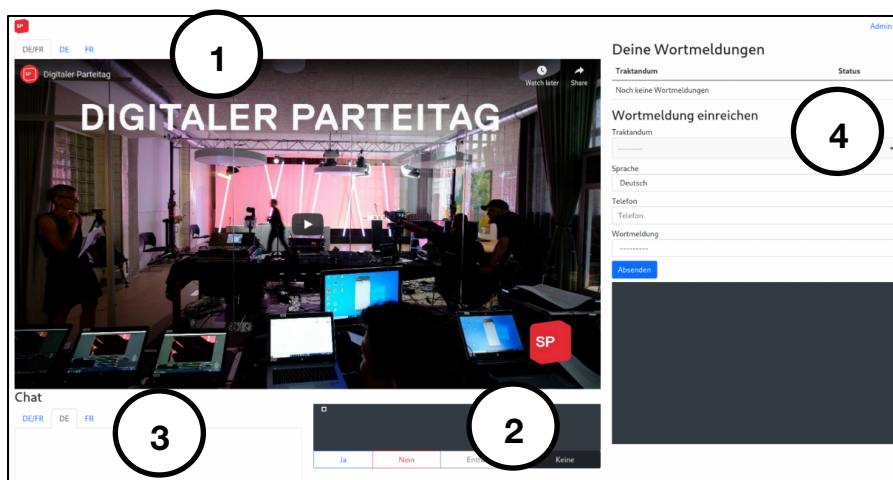 SP
Admin
DE/FR DE FR
1
SP Digitaler Parteitag
Watch later Share
DIGITALER PARTEITAG
SP
Deine Wortmeldungen
Traktandum Status
Noch keine Wortmeldungen
Wortmeldung einreichen
Traktandum
---------
4
Sprache
Deutsch
Telefon
Telefon
Wortmeldung
---------
Absenden
Chat
DE/FR DE FR
3
2
Ja Nein Keine